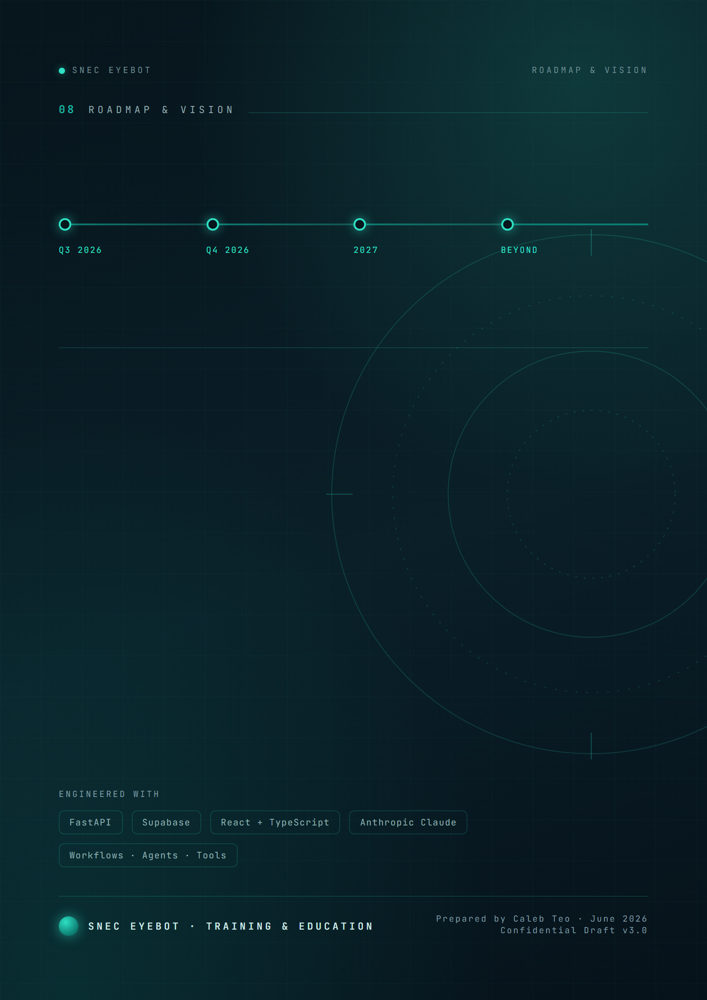 SNEC EYEBOT
ROADMAP & VISION
08 ROADMAP & VISION
Q3 2026
Q4 2026
2027
BEYOND
ENGINEERED WITH
FastAPI
Supabase
React + TypeScript
Anthropic Claude
Workflows · Agents · Tools
SNEC EYEBOT · TRAINING & EDUCATION
Prepared by Caleb Teo · June 2026
Confidential Draft v3.0